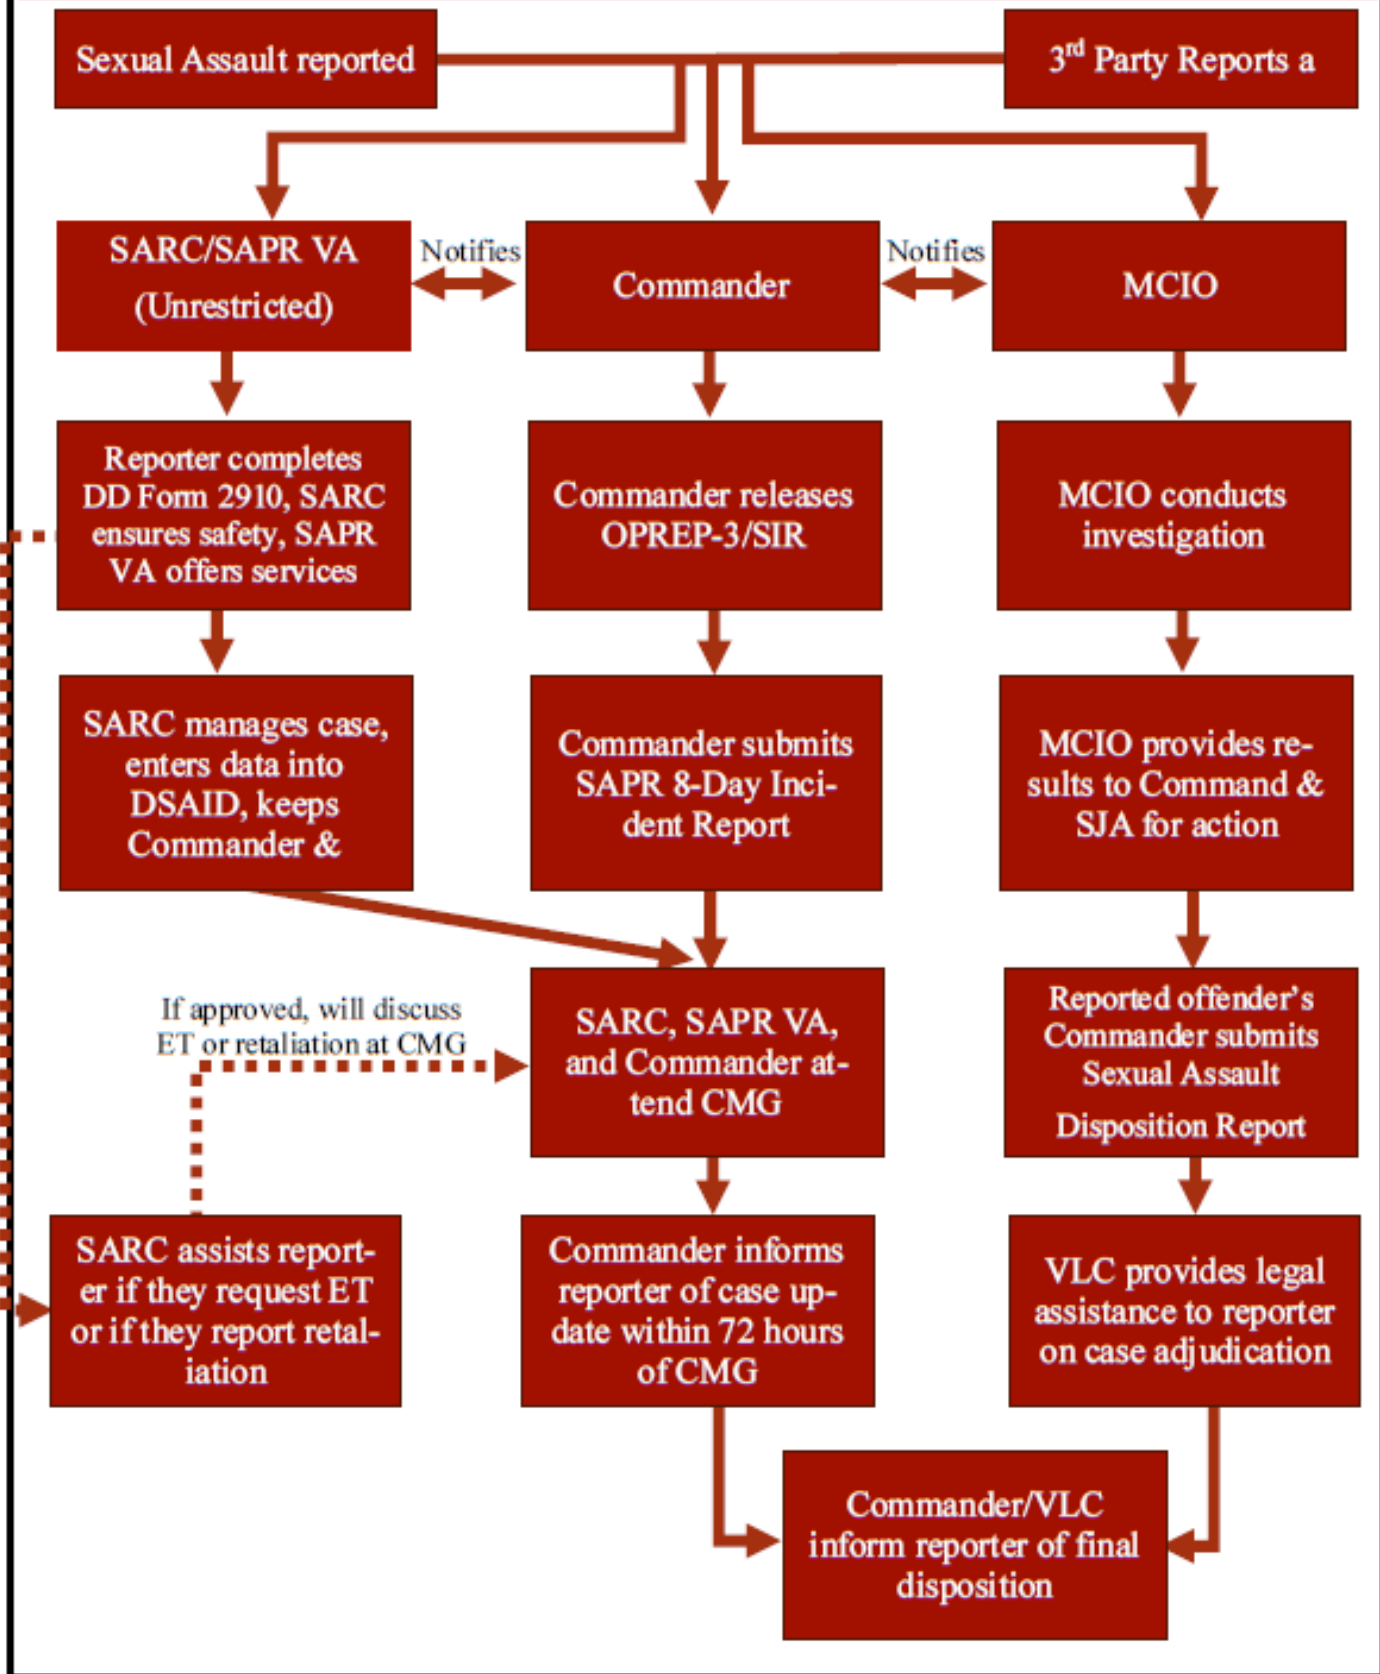 Sexual Assault reported
3rd Party Reports a
SARC/SAPR VA
(Unrestricted)
Notifies
Commander
Notifies
MCIO
Reporter completes
DD Form 2910, SARC
ensures safety, SAPR
VA offers services
Commander releases
OPREP-3/SIR
MCIO conducts
investigation
SARC manages case,
enters data into
DSAID, keeps
Commander &
Commander submits
SAPR 8-Day Inci-
dent Report
MCIO provides re-
sults to Command &
SJA for action
If approved, will discuss
ET or retaliation at CMG
SARC, SAPR VA,
and Commander at-
tend CMG
Reported offender’s
Commander submits
Sexual Assault
Disposition Report
SARC assists report-
er if they request ET
or if they report retal-
iation
Commander informs
reporter of case up-
date within 72 hours
of CMG
VLC provides legal
assistance to reporter
on case adjudication
Commander/VLC
inform reporter of final
disposition